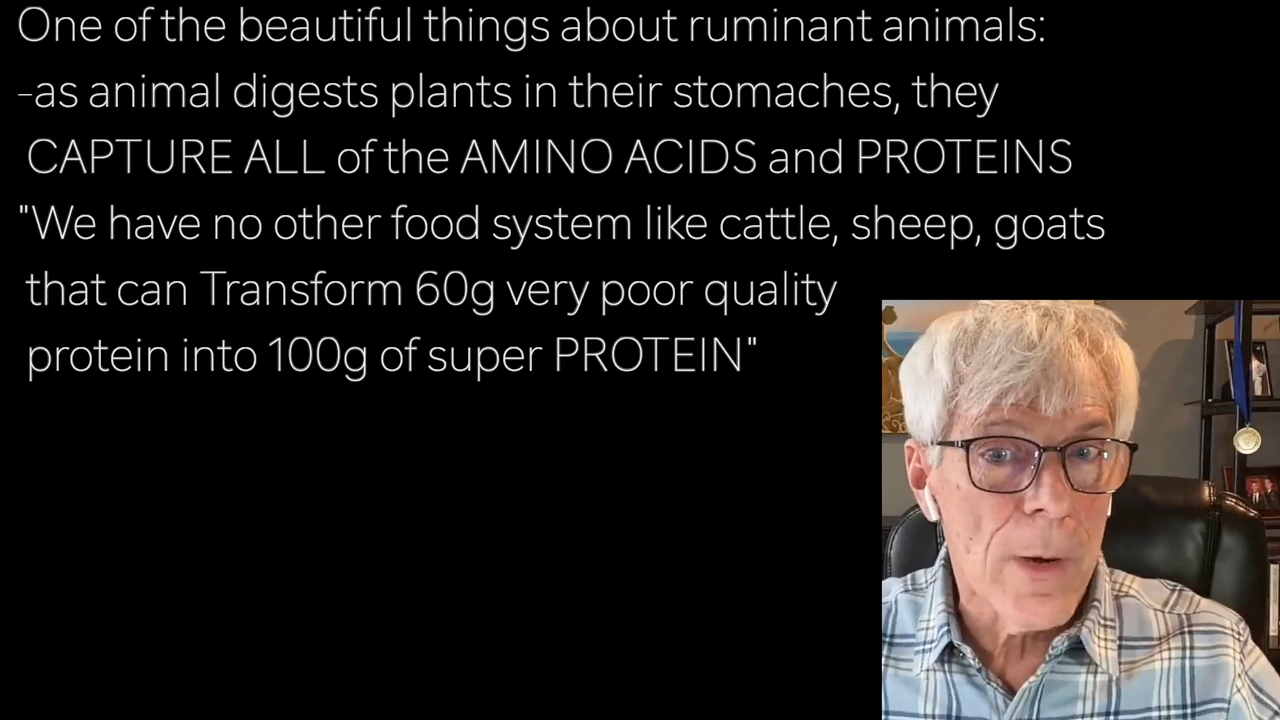 One of the beautiful things about ruminant animals:
-as animal digests plants in their stomaches, they
CAPTURE ALL of the AMINO ACIDS and PROTEINS
"We have no other food system like cattle, sheep, goats
that can Transform 60g very poor quality
protein into 100g of super PROTEIN"